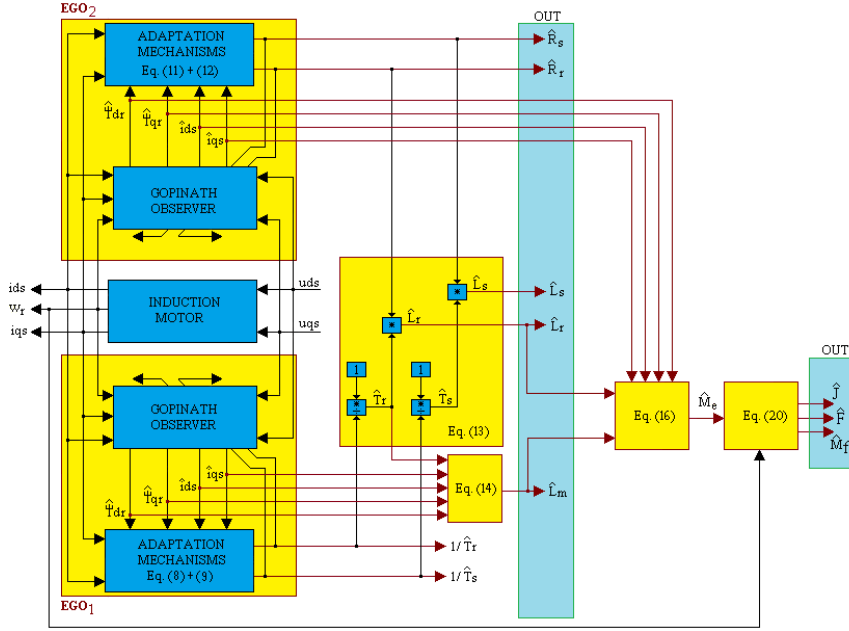 EGO₂
OUT
ADAPTATION
MECHANISMS
Eq. (11) + (12)
R̂s
R̂r
Ψ̂dr
Ψ̂qr
îds
îqs
GOPINATH
OBSERVER
ids
wr
iqs
INDUCTION
MOTOR
uds
uqs
*
L̂s
L̂s
*
L̂r
L̂r
1
1
÷
T̂r
÷
T̂s
Eq. (13)
OUT
Eq. (16)
M̂e
Eq. (20)
Ĵ
F̂
M̂f
GOPINATH
OBSERVER
îqs
îds
Ψ̂qr
Ψ̂dr
Eq. (14)
L̂m
ADAPTATION
MECHANISMS
Eq. (8) + (9)
1/T̂r
1/T̂s
EGO₁